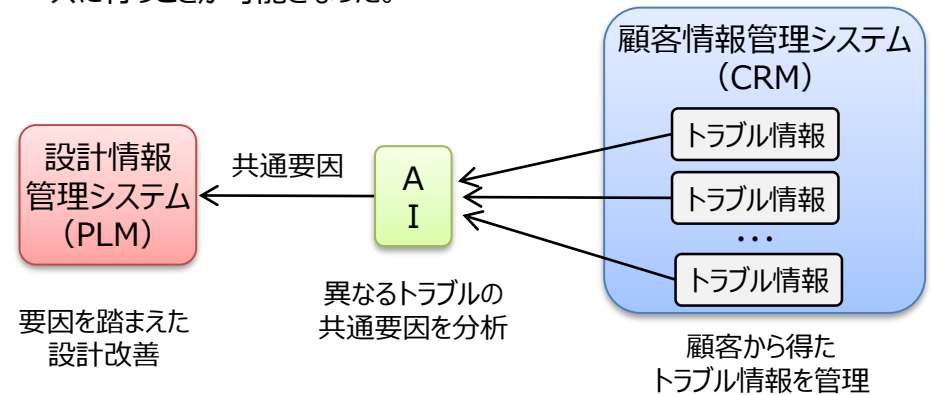 顧客情報管理システム
（CRM）
トラブル情報
トラブル情報
・・・
トラブル情報
設計情報
管理システム
（PLM）
共通要因
A
I
要因を踏まえた
設計改善
異なるトラブルの
共通要因を分析
顧客から得た
トラブル情報を管理